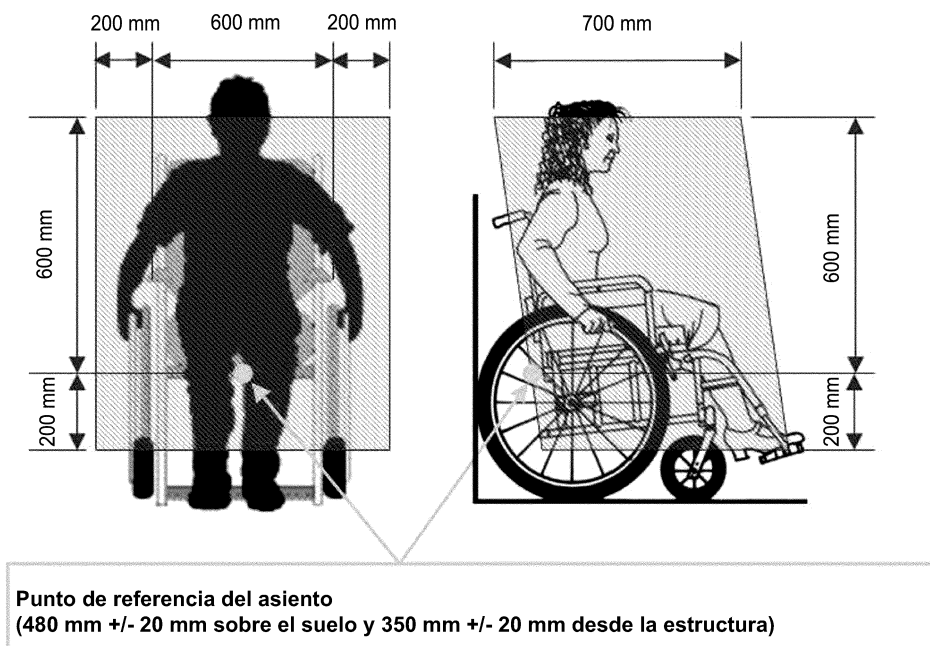 200 mm 600 mm 200 mm 700 mm
600 mm 600 mm
200 mm 200 mm
Punto de referencia del asiento
(480 mm +/- 20 mm sobre el suelo y 350 mm +/- 20 mm desde la estructura)